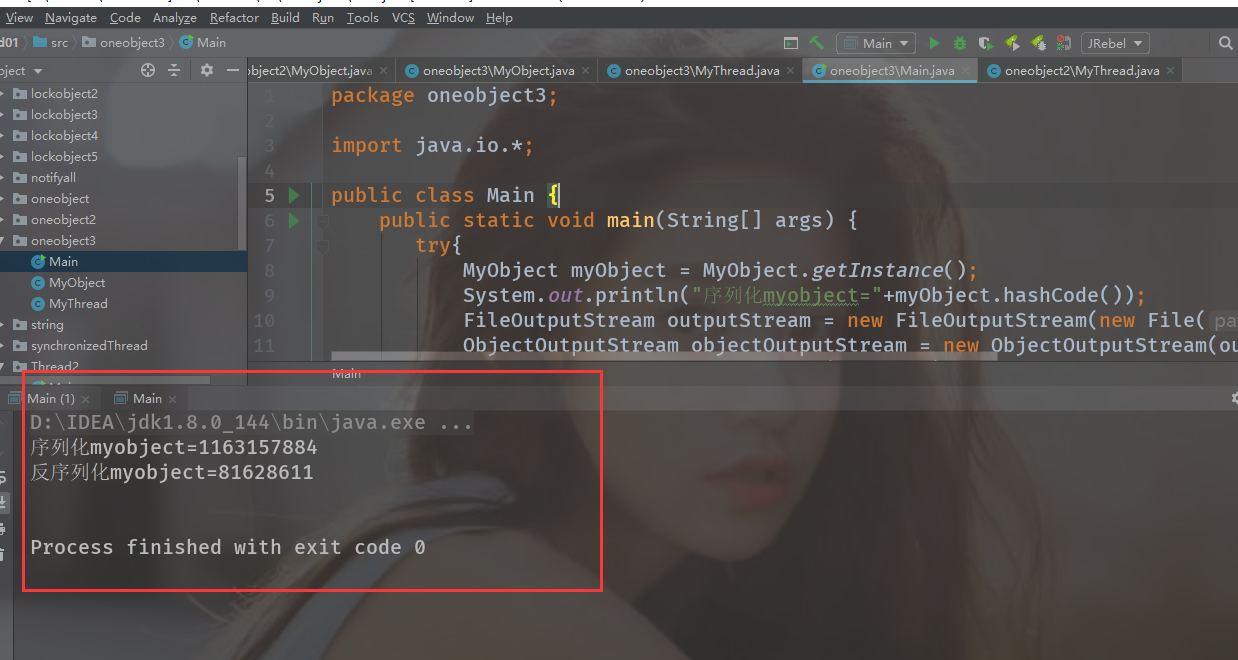 View Navigate Code Analyze Refactor Build Run Tools VCS Window Help
d01 src oneobject3 Main Main JRebel
oject bject2\MyObject.java oneobject3\MyObject.java oneobject3\MyThread.java oneobject3\Main.java oneobject2\MyThread.java
lockobject2
lockobject3
lockobject4
lockobject5
notifyall
oneobject
oneobject2
oneobject3
Main
MyObject
MyThread
string
synchronizedThread
Thread2
1 package oneobject3;
2
3 import java.io.*;
4
5 public class Main {
6 public static void main(String[] args) {
7 try{
8 MyObject myObject = MyObject.getInstance();
9 System.out.println("序列化myobject="+myObject.hashCode());
10 FileOutputStream outputStream = new FileOutputStream(new File( pa
11 ObjectOutputStream objectOutputStream = new ObjectOutputStream(ou
Main
Main (1) Main
D:\IDEA\jdk1.8.0_144\bin\java.exe ...
序列化myobject=1163157884
反序列化myobject=81628611
Process finished with exit code 0